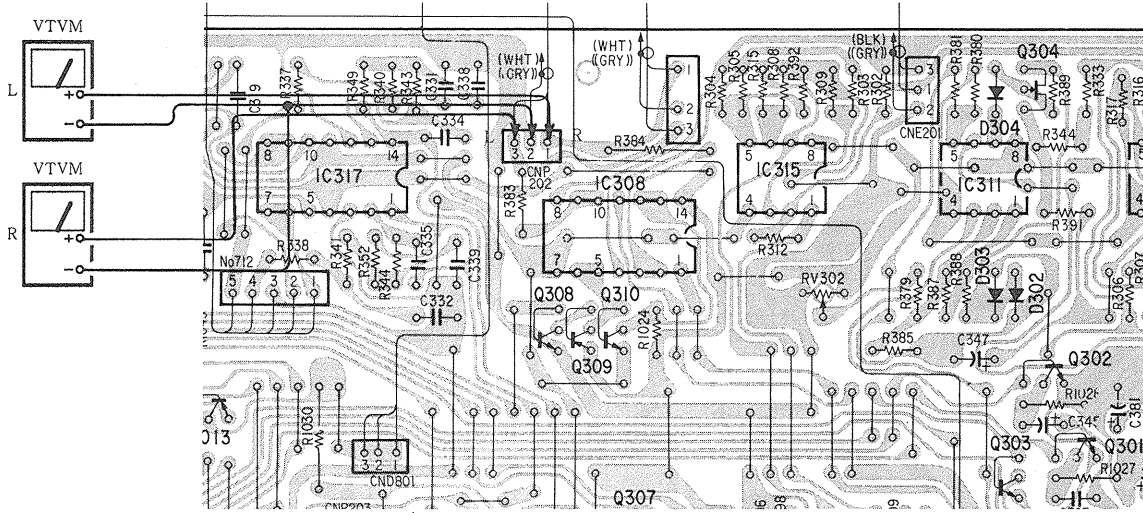 VTVM
L
+
−
VTVM
R
+
−
(WHT)
((GRY))
(WHT)
((GRY))
(BLK)
((GRY))
R337
R349
R340
R343
C331
C338
C334
L
R
3 2 1
CNP
202
R384
1
2
3
R304
R305
R315
R308
R392
R309
R303
R302
3
1
2
CNE201
R381
R380
Q304
R389
R333
R317
R316
D304
R344
8 10 14
IC317
7 5 1
R383
IC308
8 10 14
7 5 1
5 8
IC315
4 1
5 8
IC311
4 1
R391
R312
No712
R338
5 4 3 2 1
R341
R352
R344
C335
C339
C332
Q308
Q310
Q309
R1024
RV302
R379
R387
R388
D303
D302
R306
R385
C347
Q302
C381
Q303
Q301
R1027
R1030
3 2 1
CND801
CNP203
Q307